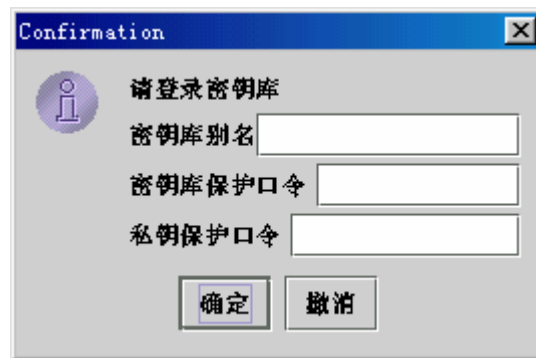 Confirmation
请登录密钥库
密钥库别名
密钥库保护口令
私钥保护口令
确定 撤消